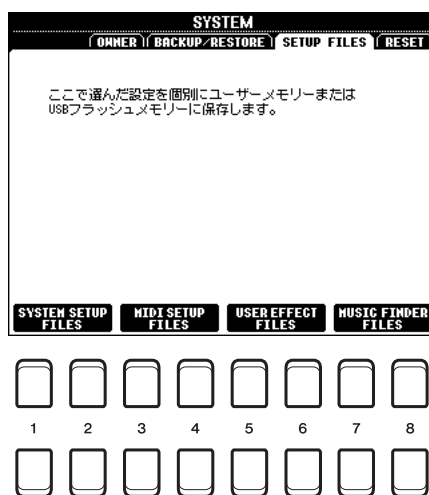 SYSTEM
OWNER BACKUP/RESTORE SETUP FILES RESET
ここで選んだ設定を個別にユーザーメモリーまたは
USBフラッシュメモリーに保存します。
SYSTEM SETUP FILES MIDI SETUP FILES USER EFFECT FILES MUSIC FINDER FILES
1 2 3 4 5 6 7 8